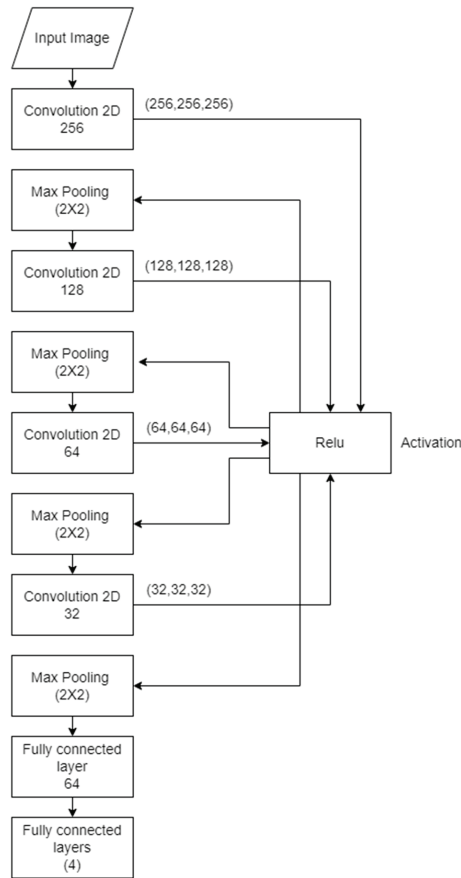 Input Image
Convolution 2D
256
(256,256,256)
Max Pooling
(2X2)
Convolution 2D
128
(128,128,128)
Max Pooling
(2X2)
Convolution 2D
64
(64,64,64)
Relu
Activation
Max Pooling
(2X2)
Convolution 2D
32
(32,32,32)
Max Pooling
(2X2)
Fully connected
layer
64
Fully connected
layers
(4)